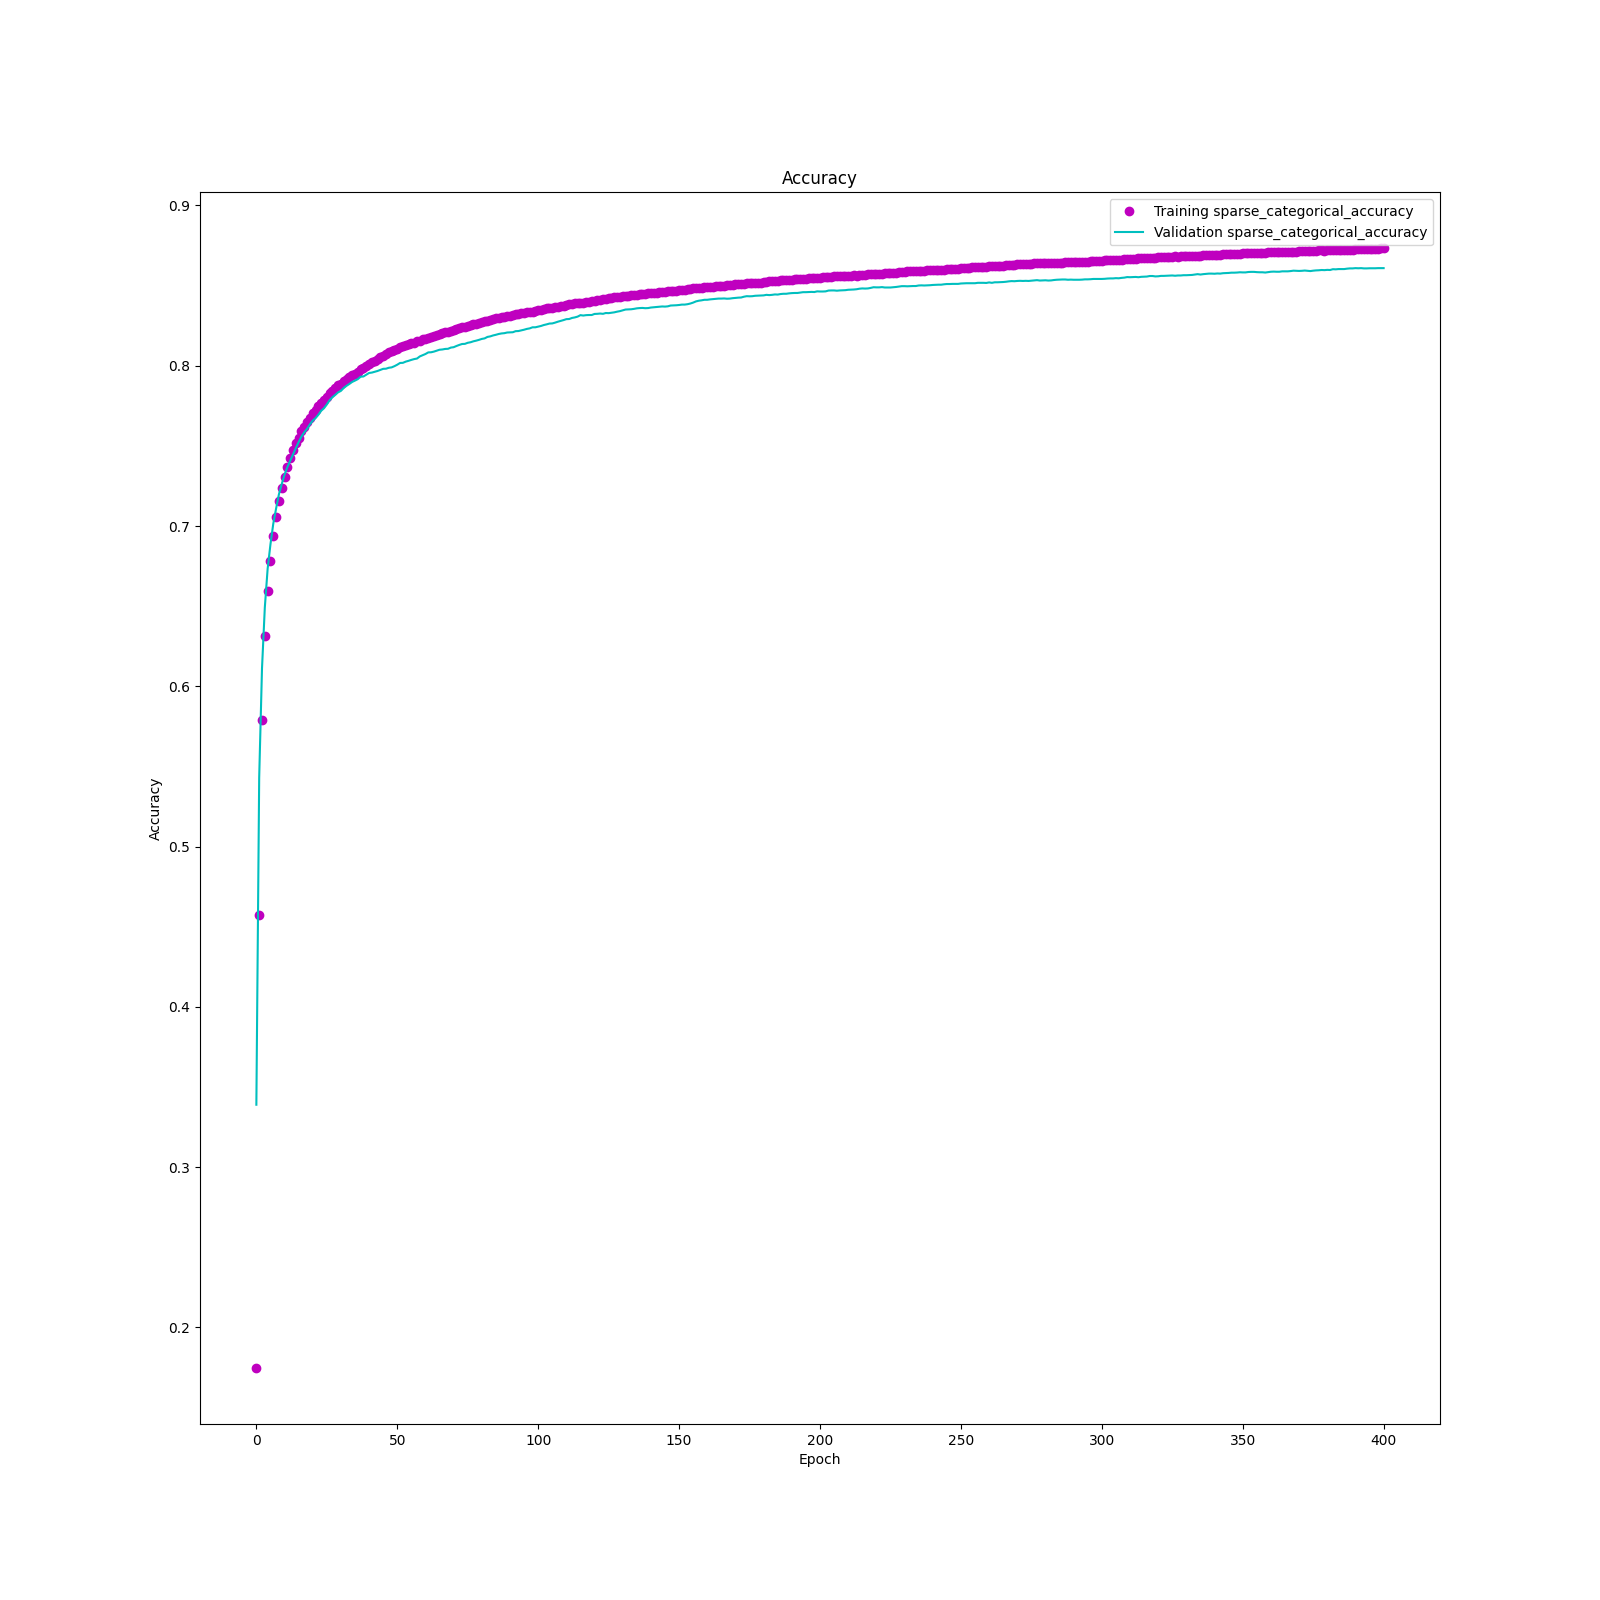 Accuracy
Training sparse_categorical_accuracy
Validation sparse_categorical_accuracy
0.9
0.8
0.7
0.6
0.5
0.4
0.3
0.2
Accuracy
0 50 100 150 200 250 300 350 400
Epoch